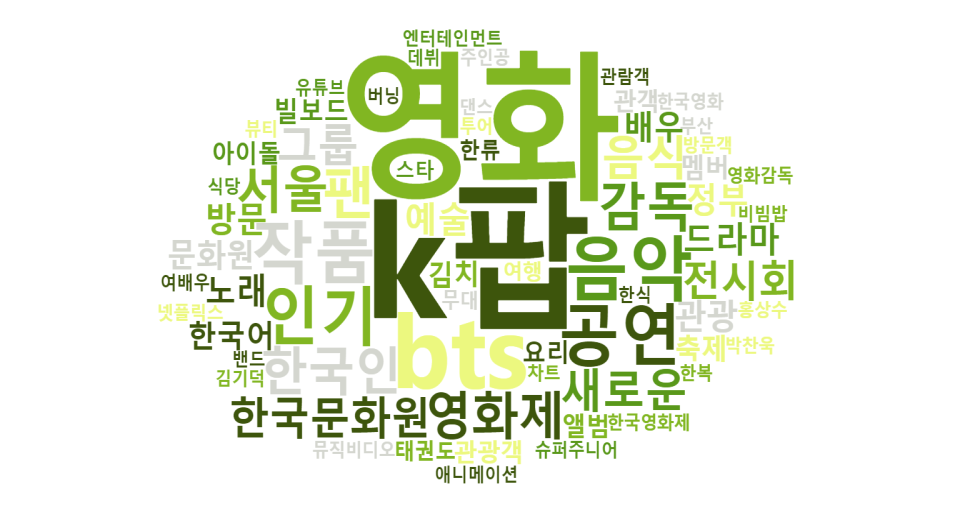 엔터테인먼트
데뷔
주인공
영화
관람객
유튜브
버닝
관객
한국영화
빌보드
댄스
뷰티
투어
배우
부산
그룹
한류
음식
방문객
아이돌
스타
멤버
영화감독
식당
서울
팬
k팝
감독
정부
비빔밥
방문
예술
드라마
작품
음악
문화원
김치
여행
전시회
여배우
노래
인기
무대
한식
넷플릭스
관광
홍상수
한국어
bts
공연
밴드
한국인
요리
축제
박찬욱
김기덕
차트
새로운
한복
한국문화원
영화제
앨범
한국영화제
뮤직비디오
태권도
관광객
슈퍼주니어
애니메이션